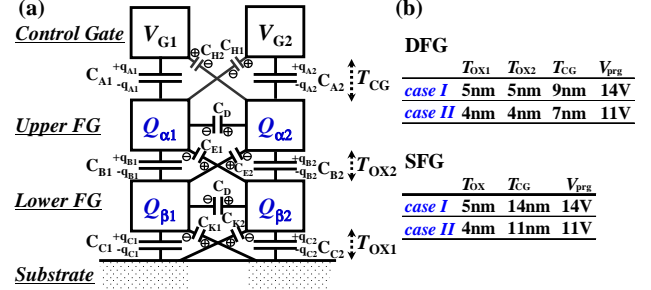 (a)
Control Gate
V_G1
V_G2
C_H2
C_H1
⊕
⊖
⊕
⊖
C_A1
+q_A1
-q_A1
+q_A2
-q_A2
C_A2
T_CG
Upper FG
Q_α1
C_D
⊖ ⊕
Q_α2
C_E1
C_E2
⊖
⊕
⊖
⊕
C_B1
+q_B1
-q_B1
+q_B2
-q_B2
C_B2
T_OX2
Lower FG
Q_β1
C_D
⊖ ⊕
Q_β2
C_K1
C_K2
⊖
⊕
⊖
⊕
C_C1
+q_C1
-q_C1
+q_C2
-q_C2
C_C2
T_OX1
Substrate
(b)
DFG
T_OX1 T_OX2 T_CG V_prg
case I 5nm 5nm 9nm 14V
case II 4nm 4nm 7nm 11V
SFG
T_OX T_CG V_prg
case I 5nm 14nm 14V
case II 4nm 11nm 11V